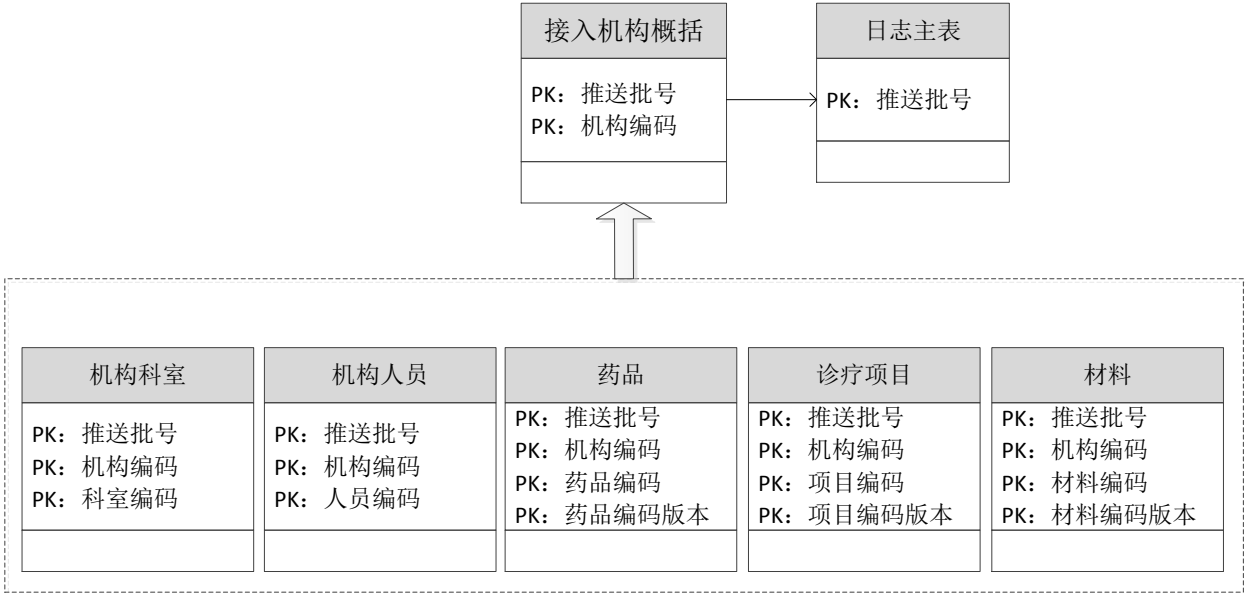 接入机构概括
PK：推送批号
PK：机构编码
日志主表
PK：推送批号
机构科室
PK：推送批号
PK：机构编码
PK：科室编码
机构人员
PK：推送批号
PK：机构编码
PK：人员编码
药品
PK：推送批号
PK：机构编码
PK：药品编码
PK：药品编码版本
诊疗项目
PK：推送批号
PK：机构编码
PK：项目编码
PK：项目编码版本
材料
PK：推送批号
PK：机构编码
PK：材料编码
PK：材料编码版本